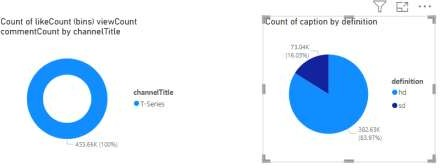 Count of likeCount (bins) viewCount
commentCount by channelTitle
channelTitle
T-Series
455.66K (100%)
Count of caption by definition
73.04K
(16.03%)
definition
hd
sd
382.63K
(83.97%)